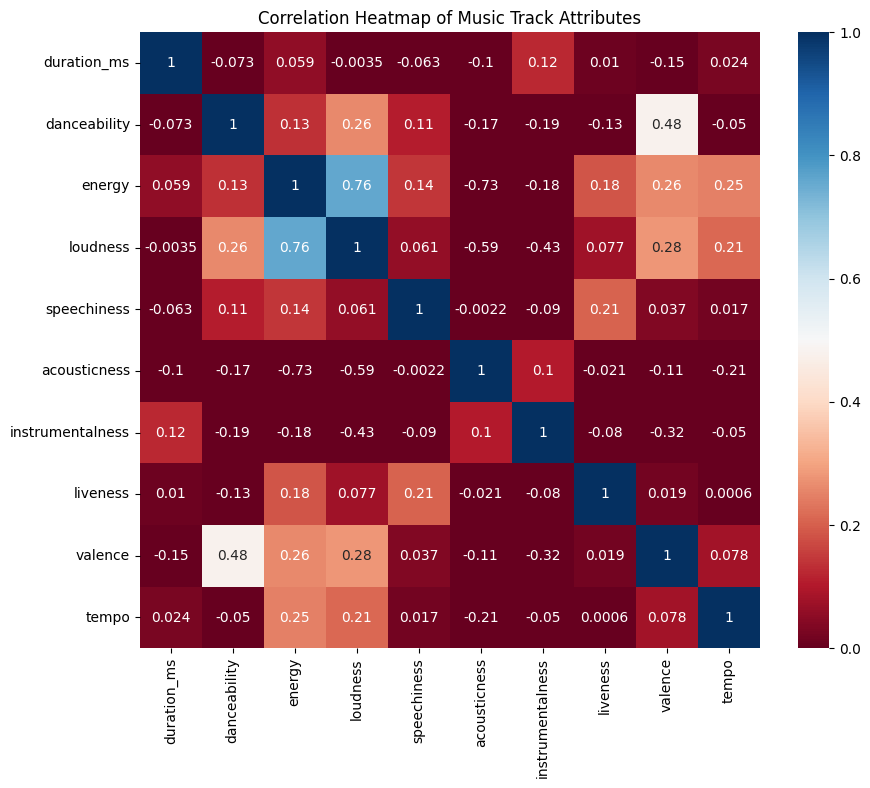 Correlation Heatmap of Music Track Attributes
duration_ms 1 -0.073 0.059 -0.0035 -0.063 -0.1 0.12 0.01 -0.15 0.024
danceability -0.073 1 0.13 0.26 0.11 -0.17 -0.19 -0.13 0.48 -0.05
energy 0.059 0.13 1 0.76 0.14 -0.73 -0.18 0.18 0.26 0.25
loudness -0.0035 0.26 0.76 1 0.061 -0.59 -0.43 0.077 0.28 0.21
speechiness -0.063 0.11 0.14 0.061 1 -0.0022 -0.09 0.21 0.037 0.017
acousticness -0.1 -0.17 -0.73 -0.59 -0.0022 1 0.1 -0.021 -0.11 -0.21
instrumentalness 0.12 -0.19 -0.18 -0.43 -0.09 0.1 1 -0.08 -0.32 -0.05
liveness 0.01 -0.13 0.18 0.077 0.21 -0.021 -0.08 1 0.019 0.0006
valence -0.15 0.48 0.26 0.28 0.037 -0.11 -0.32 0.019 1 0.078
tempo 0.024 -0.05 0.25 0.21 0.017 -0.21 -0.05 0.0006 0.078 1
duration_ms
danceability
energy
loudness
speechiness
acousticness
instrumentalness
liveness
valence
tempo
1.0
0.8
0.6
0.4
0.2
0.0